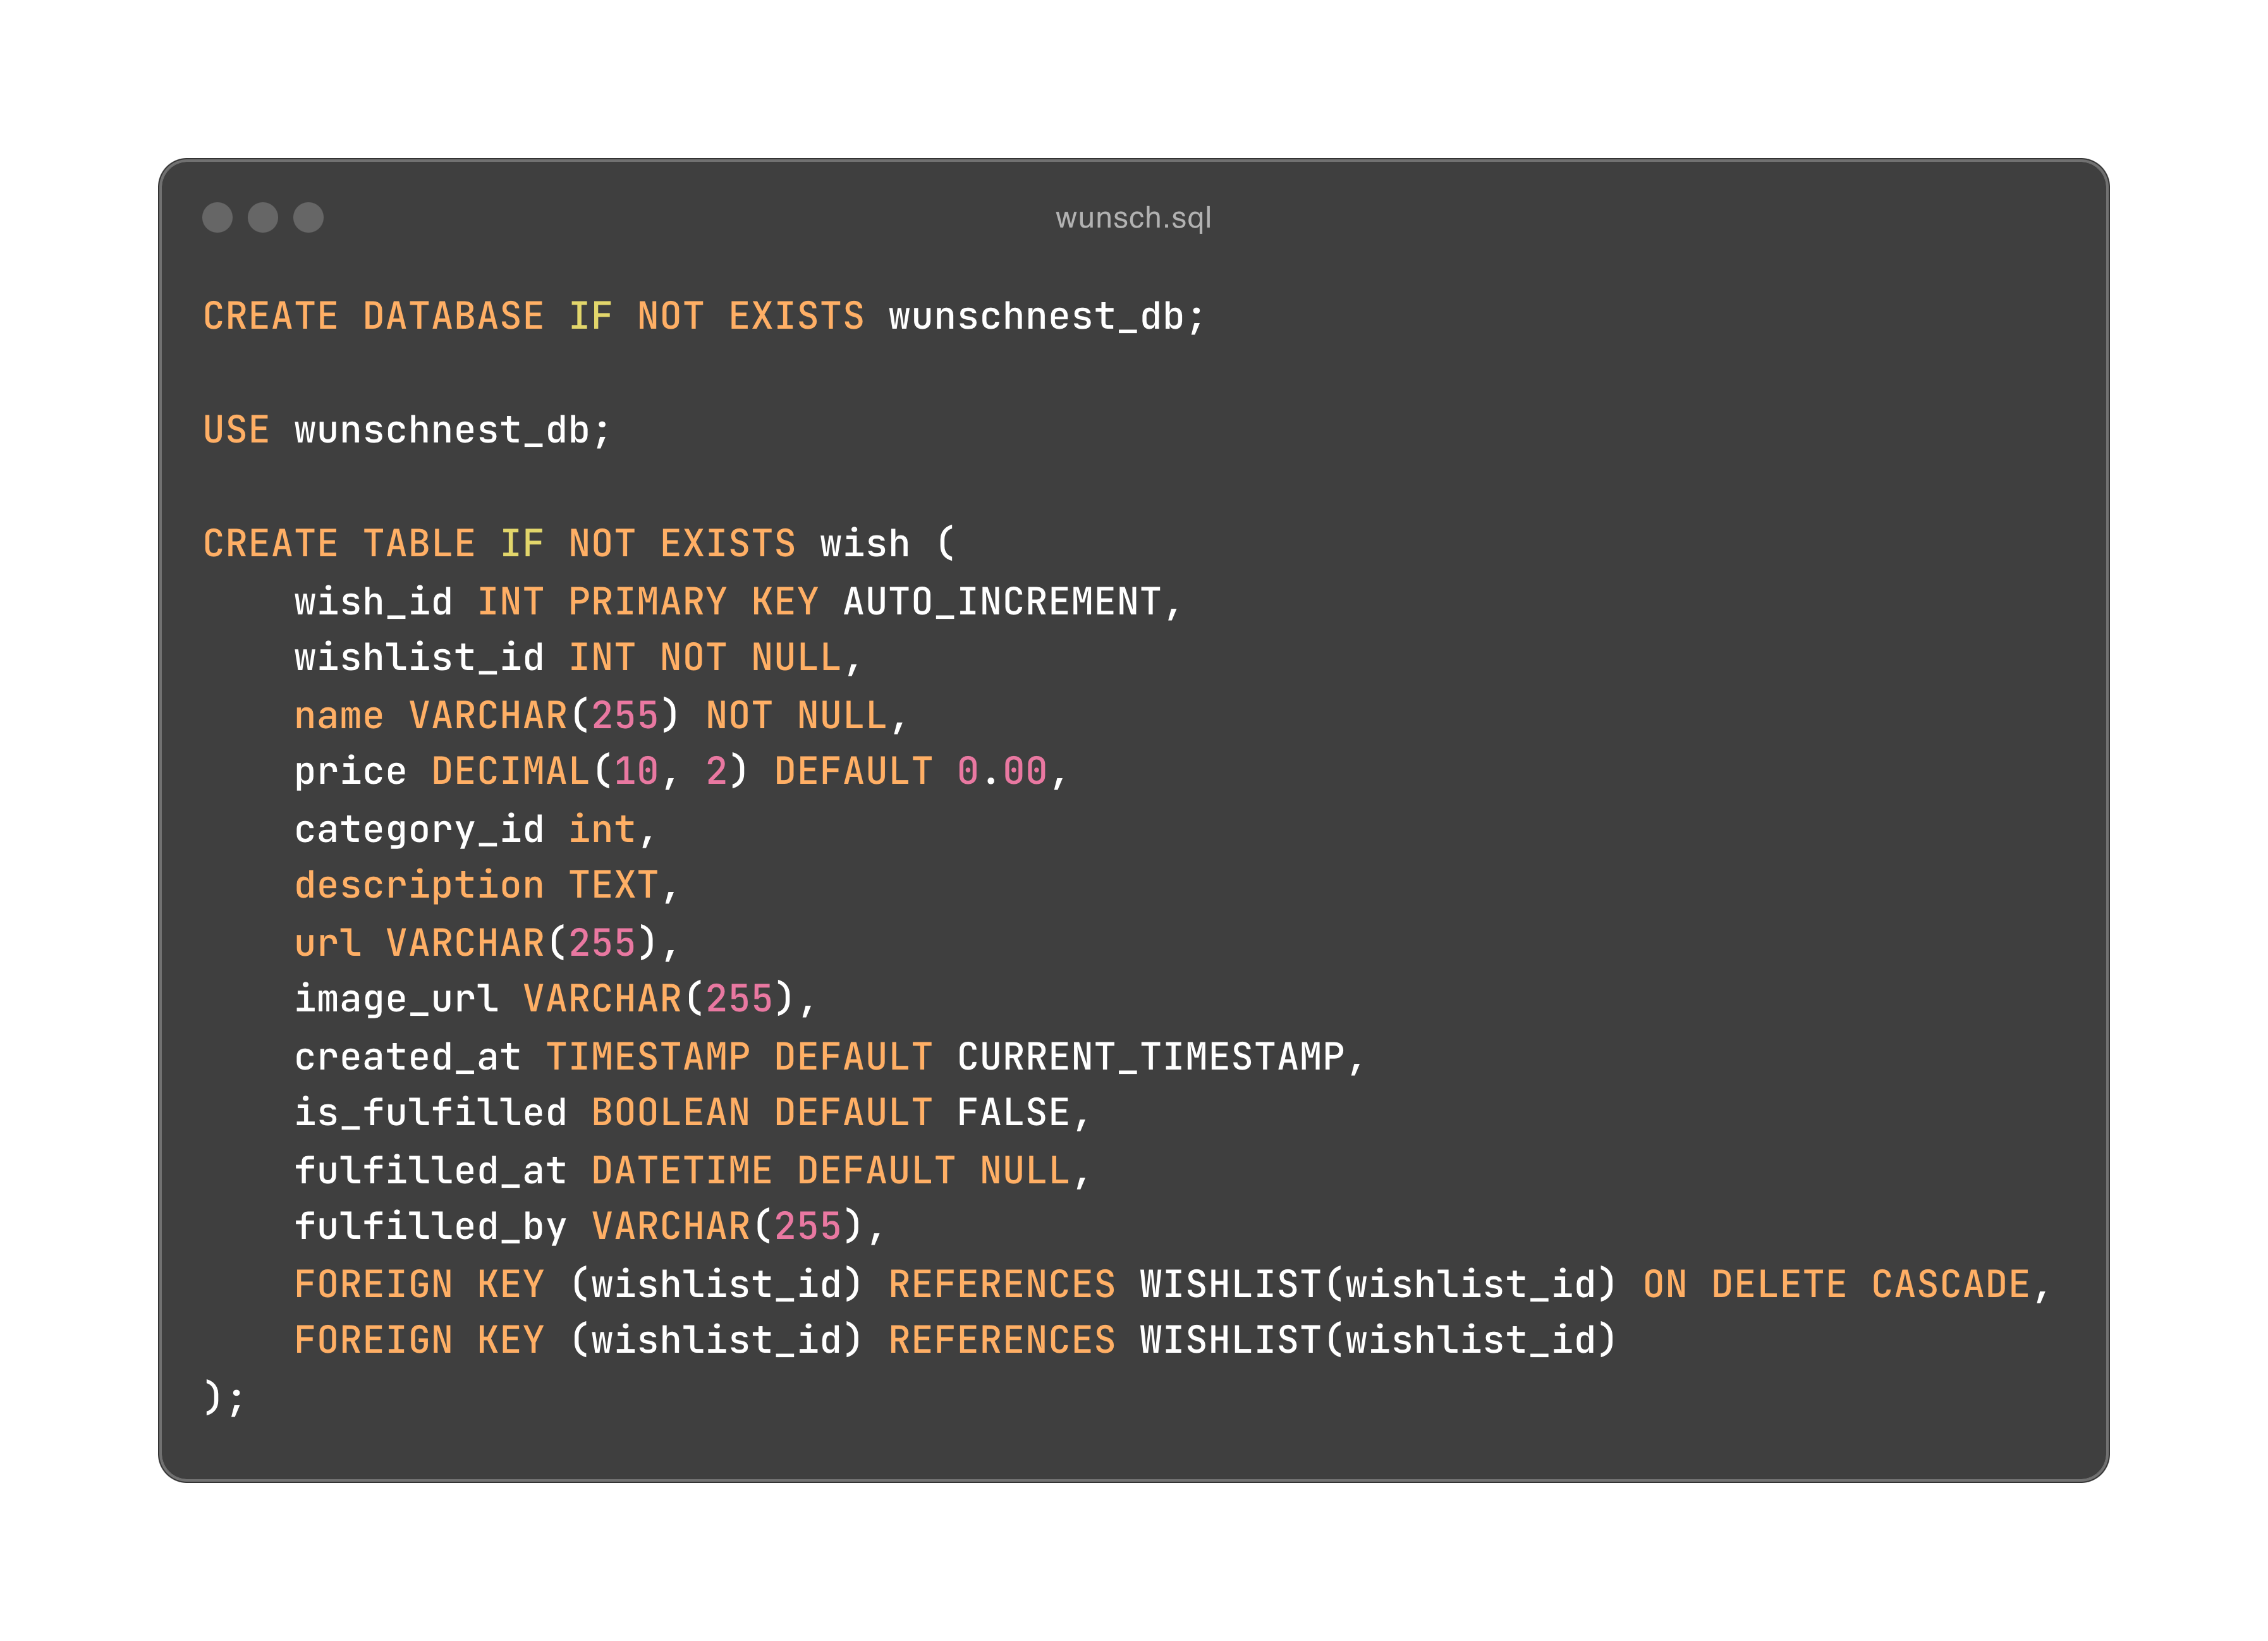 wunsch.sql
CREATE DATABASE IF NOT EXISTS wunschnest_db;
USE wunschnest_db;
CREATE TABLE IF NOT EXISTS wish (
    wish_id INT PRIMARY KEY AUTO_INCREMENT,
    wishlist_id INT NOT NULL,
    name VARCHAR(255) NOT NULL,
    price DECIMAL(10, 2) DEFAULT 0.00,
    category_id int,
    description TEXT,
    url VARCHAR(255),
    image_url VARCHAR(255),
    created_at TIMESTAMP DEFAULT CURRENT_TIMESTAMP,
    is_fulfilled BOOLEAN DEFAULT FALSE,
    fulfilled_at DATETIME DEFAULT NULL,
    fulfilled_by VARCHAR(255),
    FOREIGN KEY (wishlist_id) REFERENCES WISHLIST(wishlist_id) ON DELETE CASCADE,
    FOREIGN KEY (wishlist_id) REFERENCES WISHLIST(wishlist_id)
);